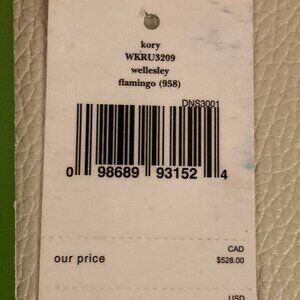 kory
WKRU3209
wellesley
flamingo (958)
DNS3001
0 98689 93152 4
CAD
our price $528.00
USD